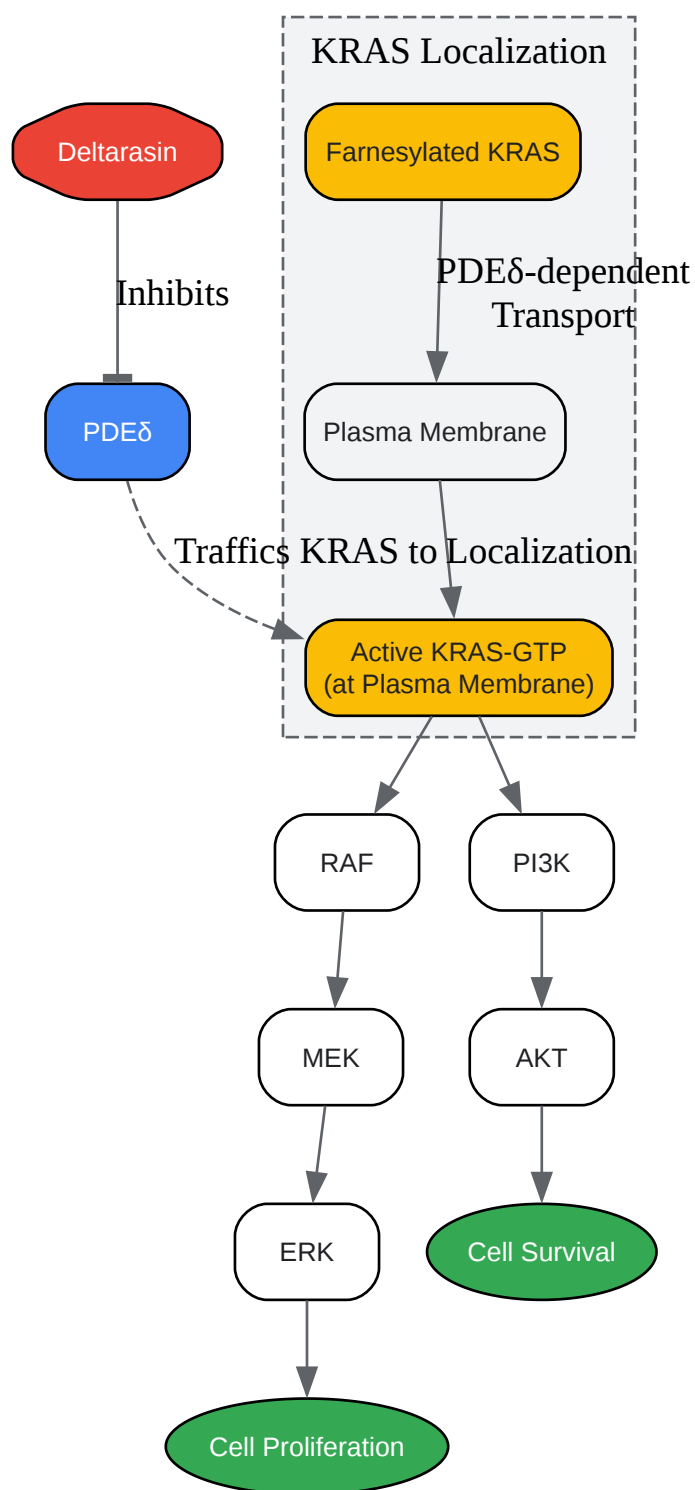 KRAS Localization
Deltarasin
Farnesylated KRAS
Inhibits
PDEδ-dependent
Transport
PDEδ
Plasma Membrane
Traffics KRAS to Localization
Active KRAS-GTP
(at Plasma Membrane)
RAF
PI3K
MEK
AKT
ERK
Cell Survival
Cell Proliferation